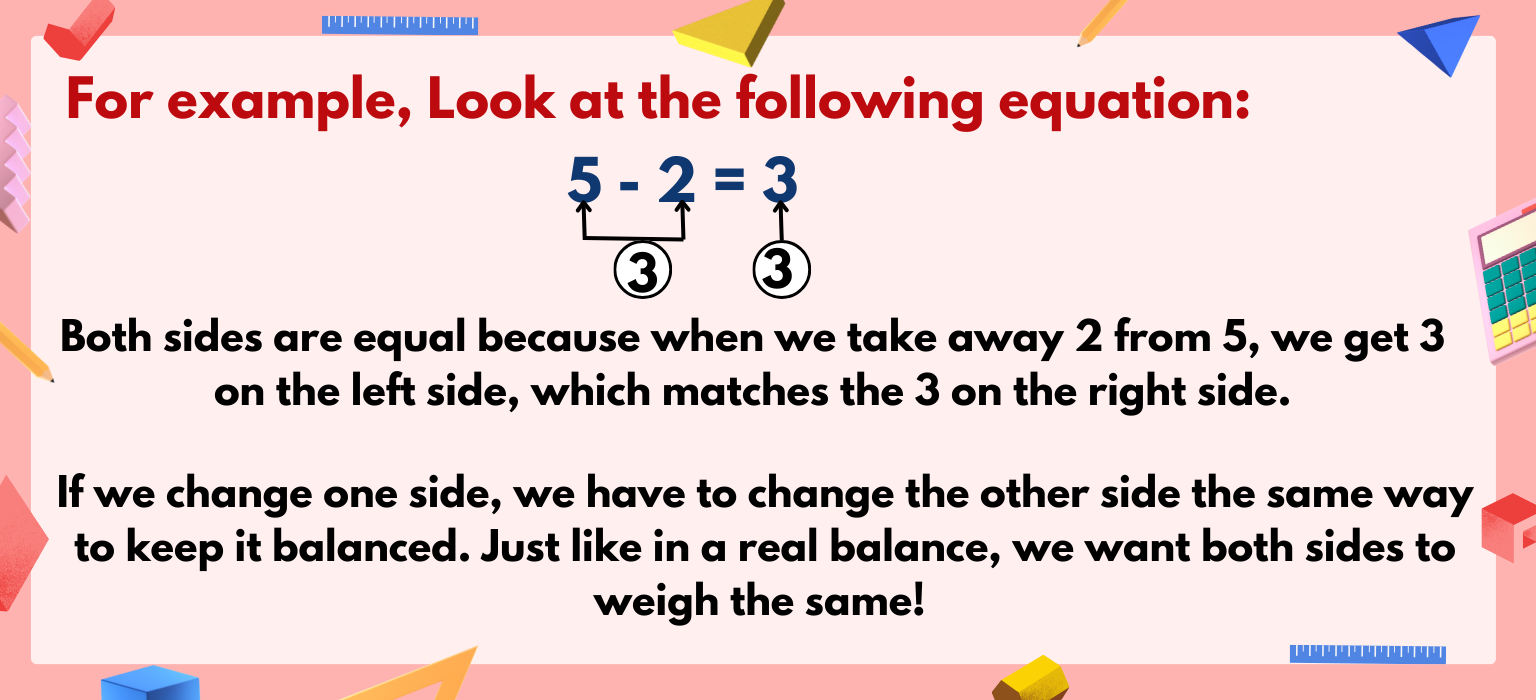 For example, Look at the following equation:
5 - 2 = 3
3 3
Both sides are equal because when we take away 2 from 5, we get 3
on the left side, which matches the 3 on the right side.
If we change one side, we have to change the other side the same way
to keep it balanced. Just like in a real balance, we want both sides to
weigh the same!